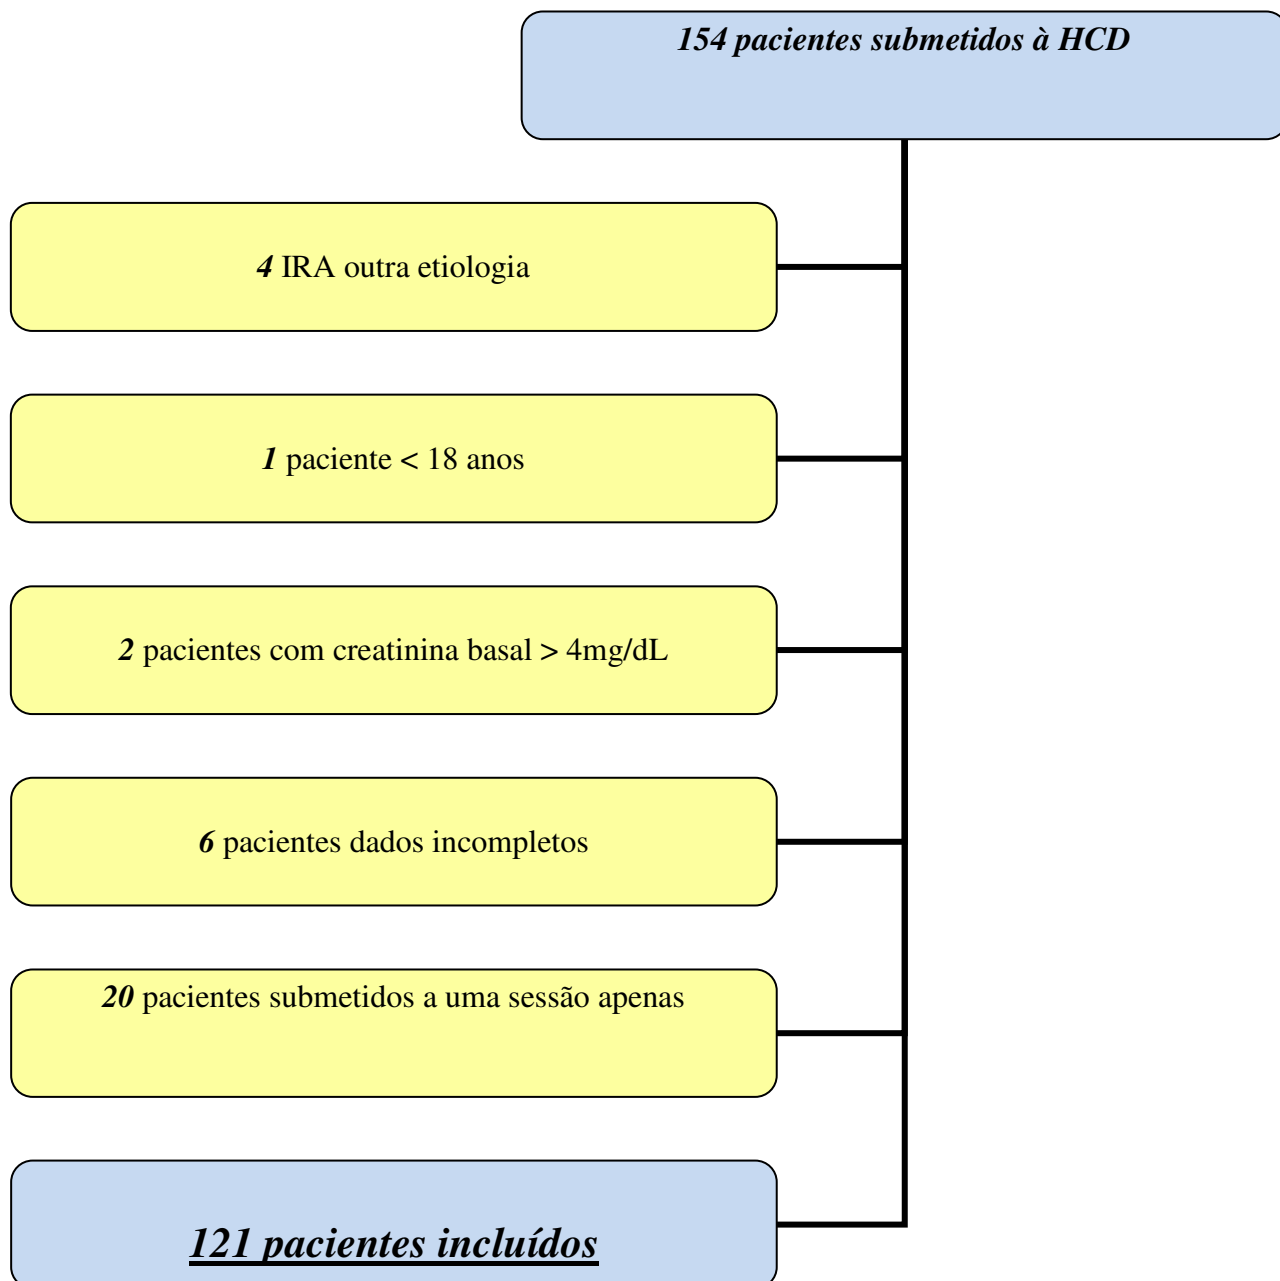 154 pacientes submetidos à HCD
4 IRA outra etiologia
1 paciente < 18 anos
2 pacientes com creatinina basal > 4mg/dL
6 pacientes dados incompletos
20 pacientes submetidos a uma sessão apenas
121 pacientes incluídos